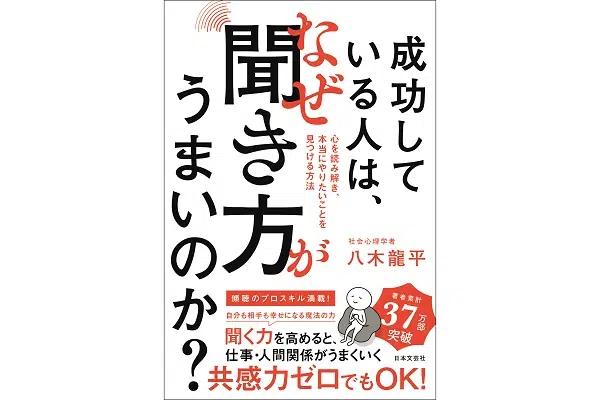 成功して
いる人は、
なぜ
聞き方が
うまいのか?
心を読み解き、
本当にやりたいことを
見つける方法
社会心理学者
八木龍平
傾聴のプロスキル満載!
自分も相手も幸せになる魔法の力
聞く力を高めると、
仕事・人間関係がうまくいく
共感力ゼロでもOK!
著者累計
37万部
突破
日本文芸社